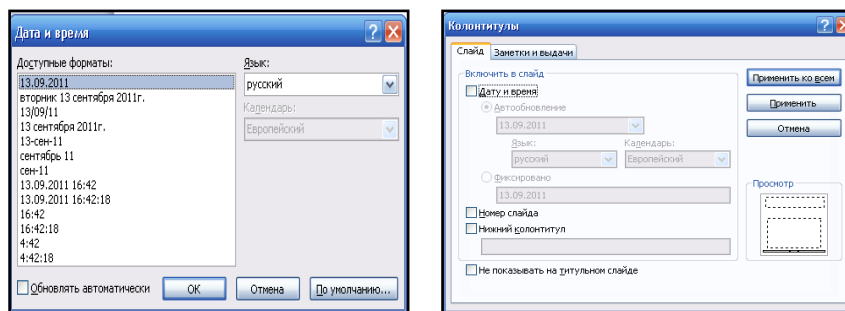 Дата и время
Доступные форматы:
Язык:
13.09.2011
русский
вторник 13 сентября 2011г.
13/09/11
Календарь:
13 сентября 2011г.
Европейский
13-сен-11
сентябрь 11
сен-11
13.09.2011 16:42
13.09.2011 16:42:18
16:42
16:42:18
4:42
4:42:18
Обновлять автоматически
ОК
Отмена
По умолчанию...
Колонтитулы
Слайд
Заметки и выдачи
Включить в слайд
Дату и время
Автообновление
13.09.2011
Язык:
Календарь:
русский
Европейский
Фиксировано
13.09.2011
Номер слайда
Нижний колонтитул
Не показывать на титульном слайде
Применить ко всем
Применить
Отмена
Просмотр